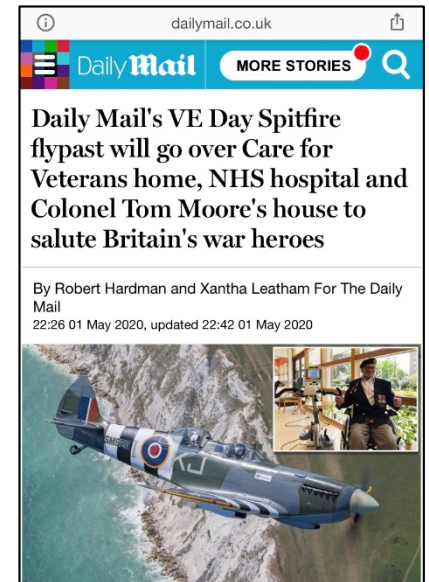 dailymail.co.uk
Daily Mail
MORE STORIES
Daily Mail's VE Day Spitfire
flypast will go over Care for
Veterans home, NHS hospital and
Colonel Tom Moore's house to
salute Britain's war heroes
By Robert Hardman and Xantha Leatham For The Daily
Mail
22:26 01 May 2020, updated 22:42 01 May 2020
SM520
KJ